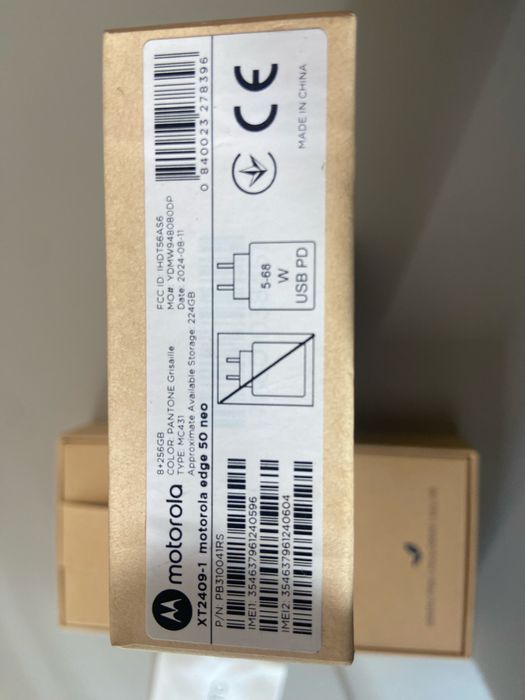 motorola
8+256GB
COLOR: PANTONE Grisaille
TYPE: MC431
Approximate Available Storage: 224GB
FCC ID: IHDT56AS6
MO#: YDMW948080DP
Date: 2024-08-11
0 840023 278396
XT2409-1 motorola edge 50 neo
P/N: PB310041RS
IMEI1: 354637961240596
IMEI2: 354637961240604
5-68
W
USB PD
CE
MADE IN CHINA